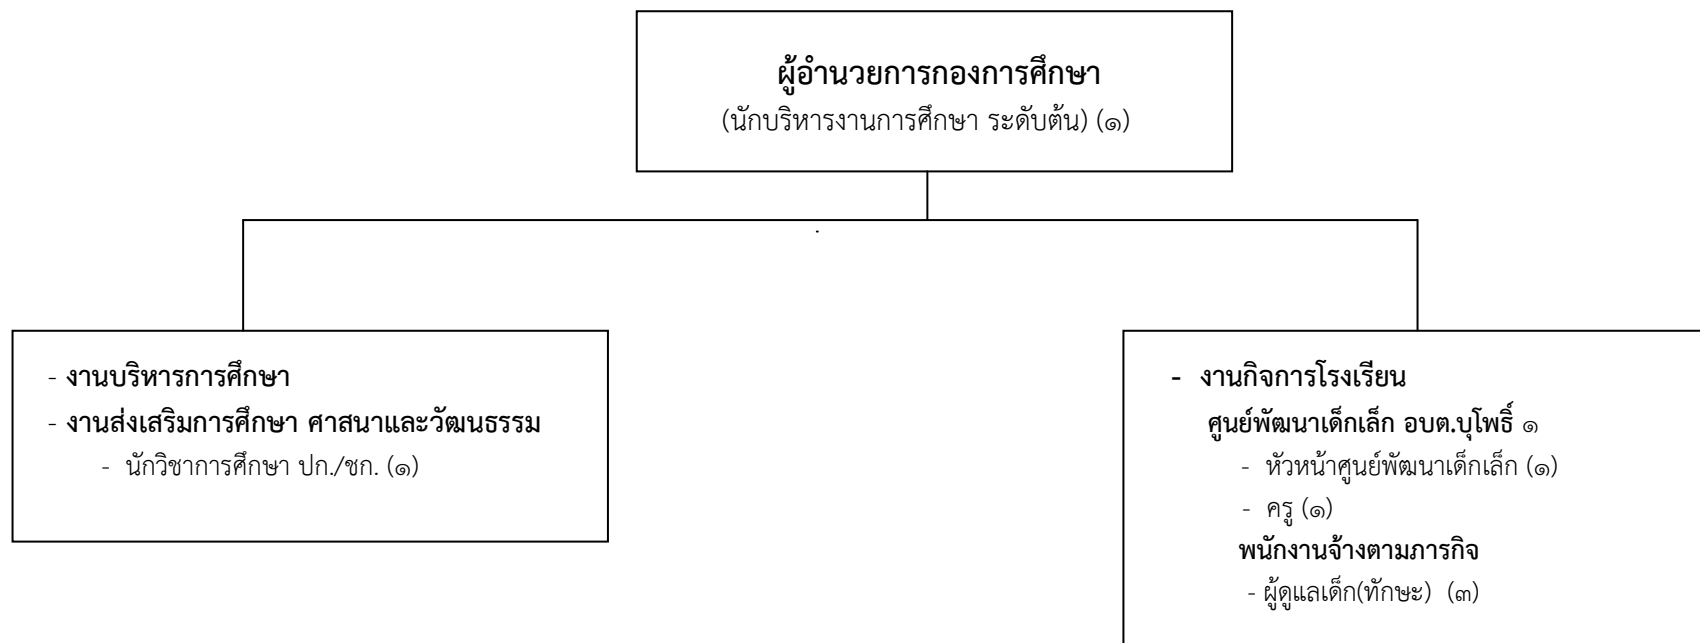 ผู้อำนวยการกองการศึกษา
(นักบริหารงานการศึกษา ระดับต้น) (๑)
- งานบริหารการศึกษา
- งานส่งเสริมการศึกษา ศาสนาและวัฒนธรรม
- นักวิชาการศึกษา ปก./ชก. (๑)
- งานกิจการโรงเรียน
ศูนย์พัฒนาเด็กเล็ก อบต.บุโพธิ์ ๑
- หัวหน้าศูนย์พัฒนาเด็กเล็ก (๑)
- ครู (๑)
พนักงานจ้างตามภารกิจ
- ผู้ดูแลเด็ก(ทักษะ) (๓)